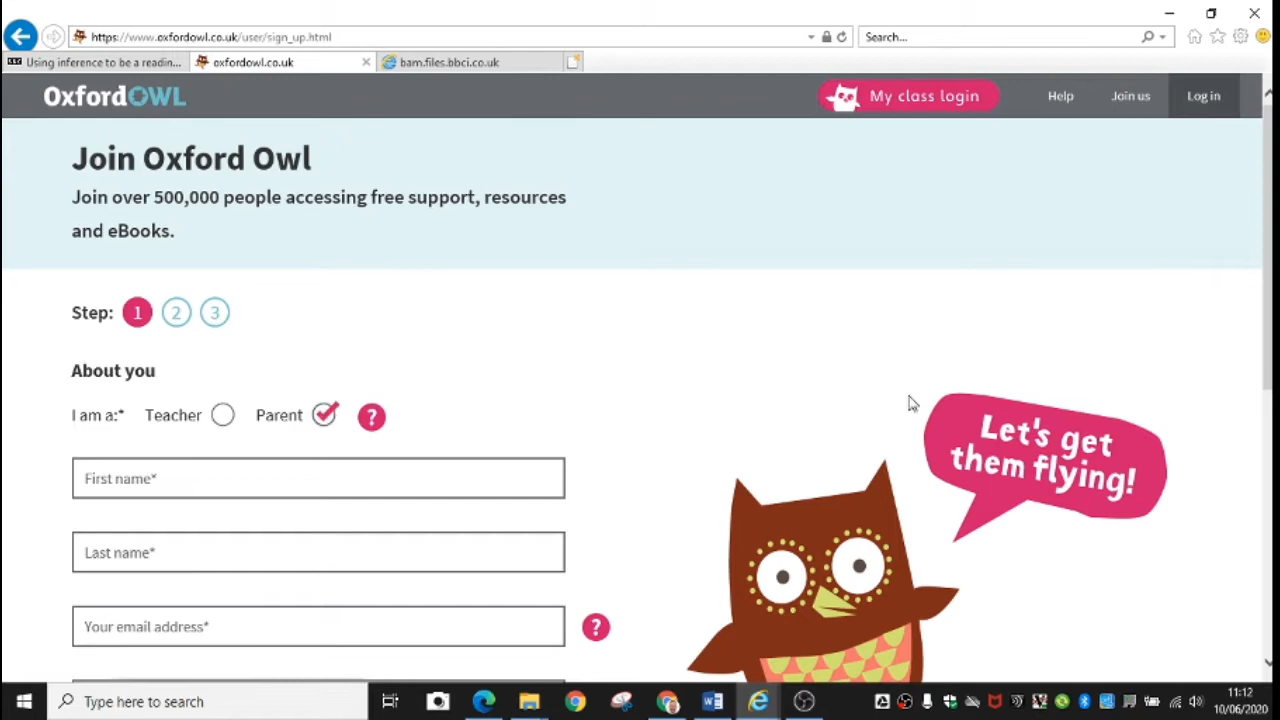 https://www.oxfordowl.co.uk/user/sign_up.html
Search...
Using inference to be a readin...
oxfordowl.co.uk
bam.files.bbci.co.uk
OxfordOWL
My class login
Help
Join us
Log in
Join Oxford Owl
Join over 500,000 people accessing free support, resources
and eBooks.
Step: 1 2 3
About you
I am a:* Teacher Parent ?
First name*
Last name*
Your email address* ?
Let's get
them flying!
Type here to search
11:12
10/06/2020